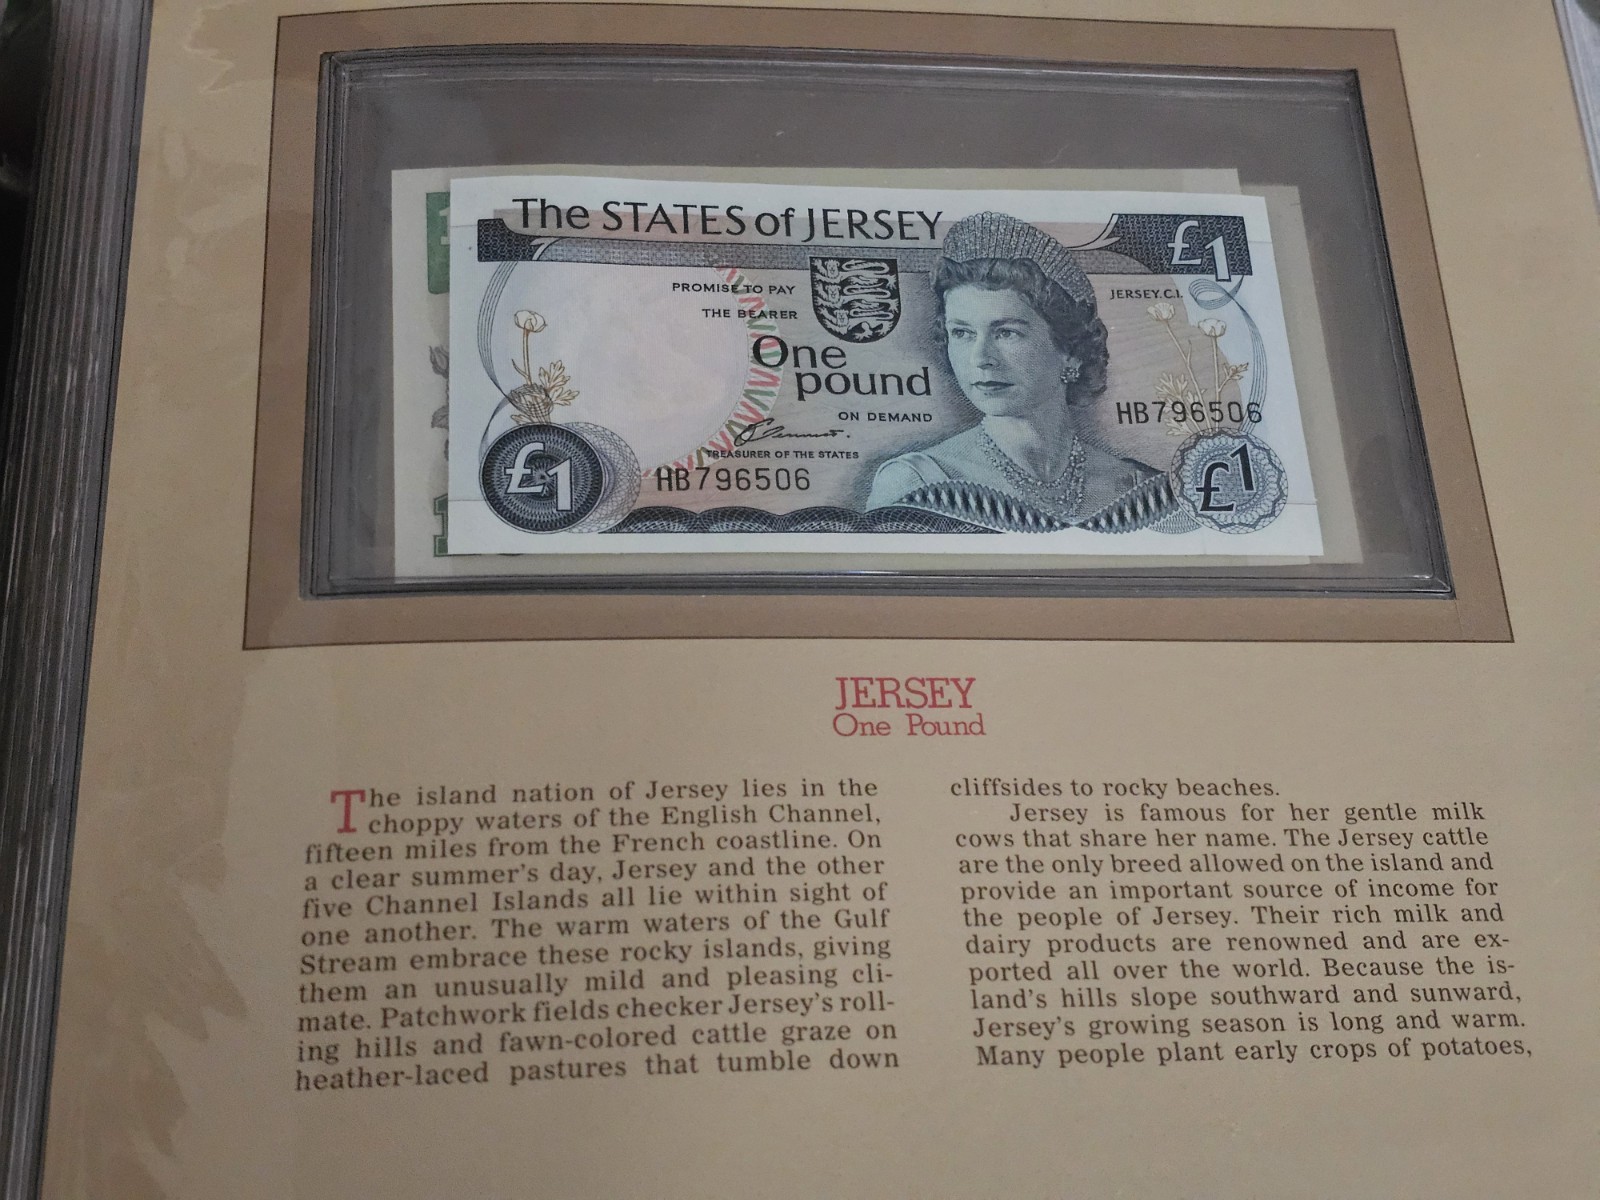 The STATES of JERSEY
£1
PROMISE TO PAY
THE BEARER
JERSEY.C.I.
One
pound
ON DEMAND
HB796506
TREASURER OF THE STATES
HB796506
£1
£1
JERSEY
One Pound
The island nation of Jersey lies in the
choppy waters of the English Channel,
fifteen miles from the French coastline. On
a clear summer's day, Jersey and the other
five Channel Islands all lie within sight of
one another. The warm waters of the Gulf
Stream embrace these rocky islands, giving
them an unusually mild and pleasing cli-
mate. Patchwork fields checker Jersey's roll-
ing hills and fawn-colored cattle graze on
heather-laced pastures that tumble down
cliffsides to rocky beaches.
Jersey is famous for her gentle milk
cows that share her name. The Jersey cattle
are the only breed allowed on the island and
provide an important source of income for
the people of Jersey. Their rich milk and
dairy products are renowned and are ex-
ported all over the world. Because the is-
land's hills slope southward and sunward,
Jersey's growing season is long and warm.
Many people plant early crops of potatoes,